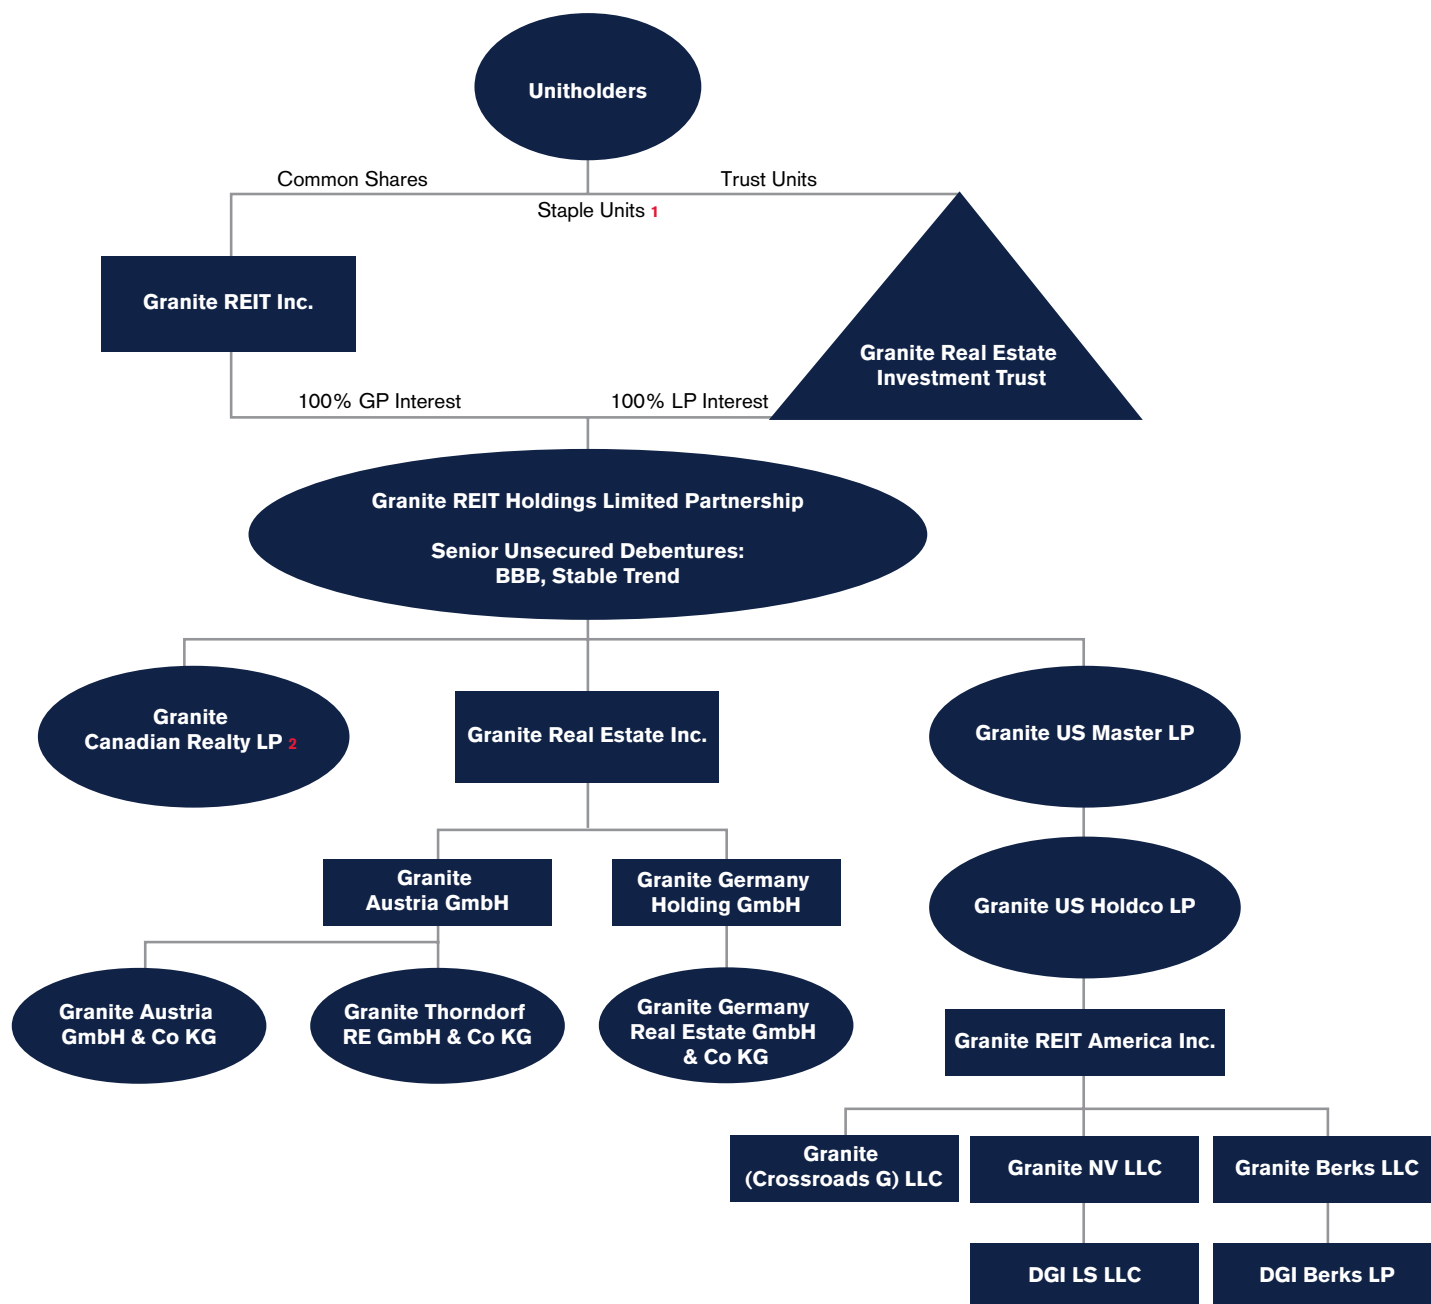 Unitholders
Common Shares
Trust Units
Staple Units 1
Granite REIT Inc.
Granite Real Estate
Investment Trust
100% GP Interest
100% LP Interest
Granite REIT Holdings Limited Partnership
Senior Unsecured Debentures:
BBB, Stable Trend
Granite
Canadian Realty LP 2
Granite Real Estate Inc.
Granite US Master LP
Granite
Austria GmbH
Granite Germany
Holding GmbH
Granite US Holdco LP
Granite Austria
GmbH & Co KG
Granite Thorndorf
RE GmbH & Co KG
Granite Germany
Real Estate GmbH
& Co KG
Granite REIT America Inc.
Granite
(Crossroads G) LLC
Granite NV LLC
Granite Berks LLC
DGI LS LLC
DGI Berks LP